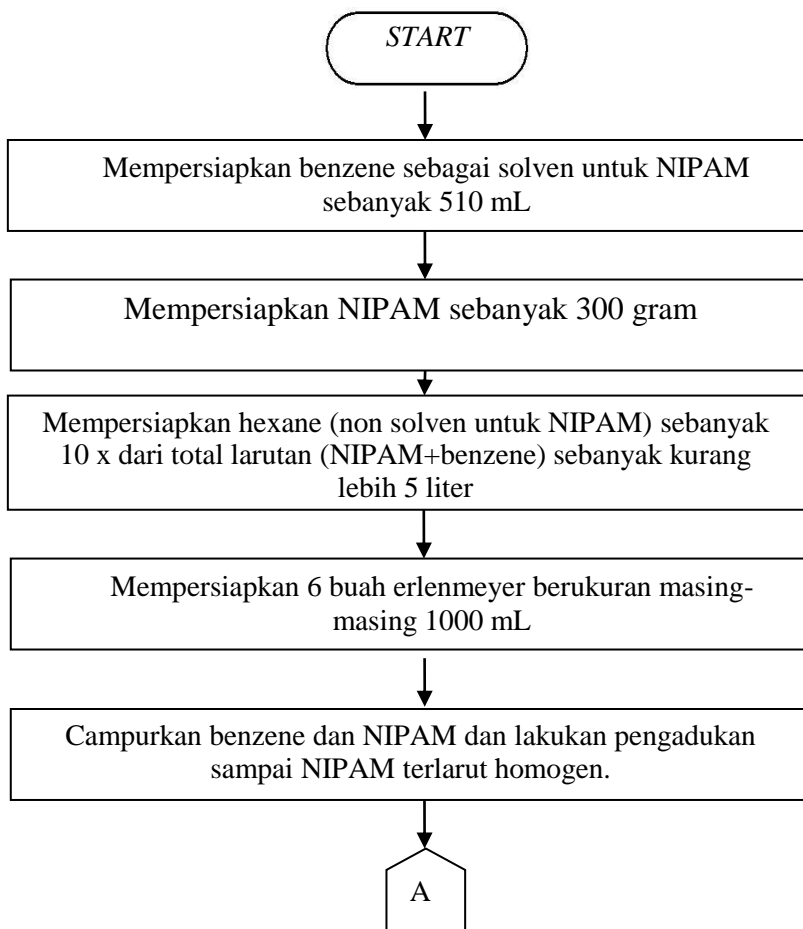 START
Mempersiapkan benzene sebagai solven untuk NIPAM
sebanyak 510 mL
Mempersiapkan NIPAM sebanyak 300 gram
Mempersiapkan hexane (non solven untuk NIPAM) sebanyak
10 x dari total larutan (NIPAM+benzene) sebanyak kurang
lebih 5 liter
Mempersiapkan 6 buah erlenmeyer berukuran masing-
masing 1000 mL
Campurkan benzene dan NIPAM dan lakukan pengadukan
sampai NIPAM terlarut homogen.
A